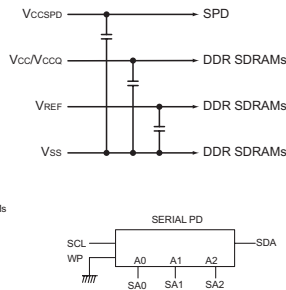 VCCSPD SPD
VCC/VCCQ DDR SDRAMs
VREF DDR SDRAMs
VSS DDR SDRAMs
SERIAL PD
SCL SDA
WP A0 A1 A2
SA0 SA1 SA2